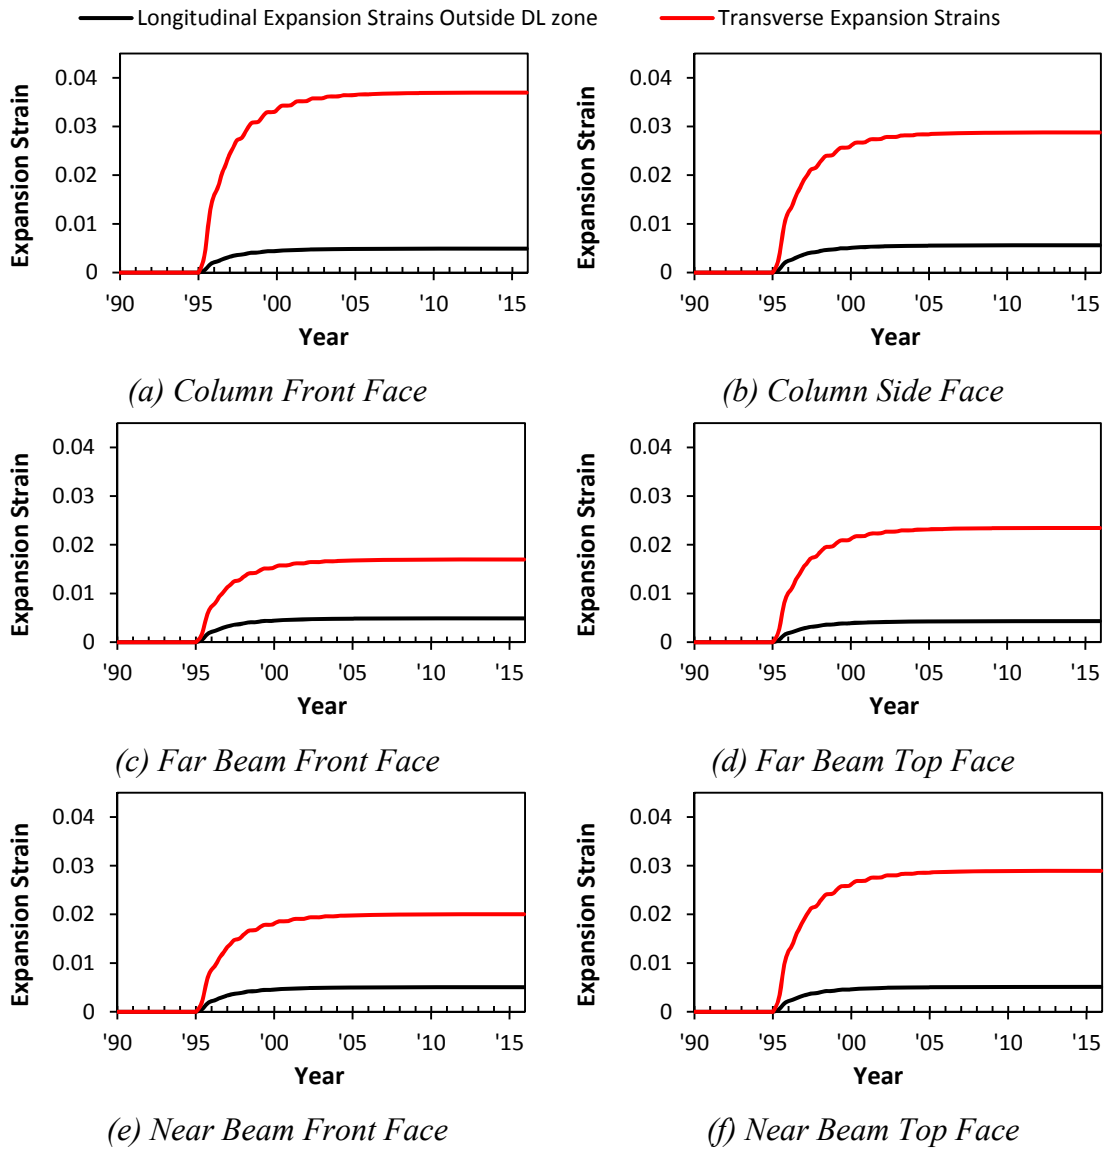 Longitudinal Expansion Strains Outside DL zone Transverse Expansion Strains
Expansion Strain
0.04
0.03
0.02
0.01
0
'90 '95 '00 '05 '10 '15
Year
(a) Column Front Face
Expansion Strain
0.04
0.03
0.02
0.01
0
'90 '95 '00 '05 '10 '15
Year
(b) Column Side Face
Expansion Strain
0.04
0.03
0.02
0.01
0
'90 '95 '00 '05 '10 '15
Year
(c) Far Beam Front Face
Expansion Strain
0.04
0.03
0.02
0.01
0
'90 '95 '00 '05 '10 '15
Year
(d) Far Beam Top Face
Expansion Strain
0.04
0.03
0.02
0.01
0
'90 '95 '00 '05 '10 '15
Year
(e) Near Beam Front Face
Expansion Strain
0.04
0.03
0.02
0.01
0
'90 '95 '00 '05 '10 '15
Year
(f) Near Beam Top Face